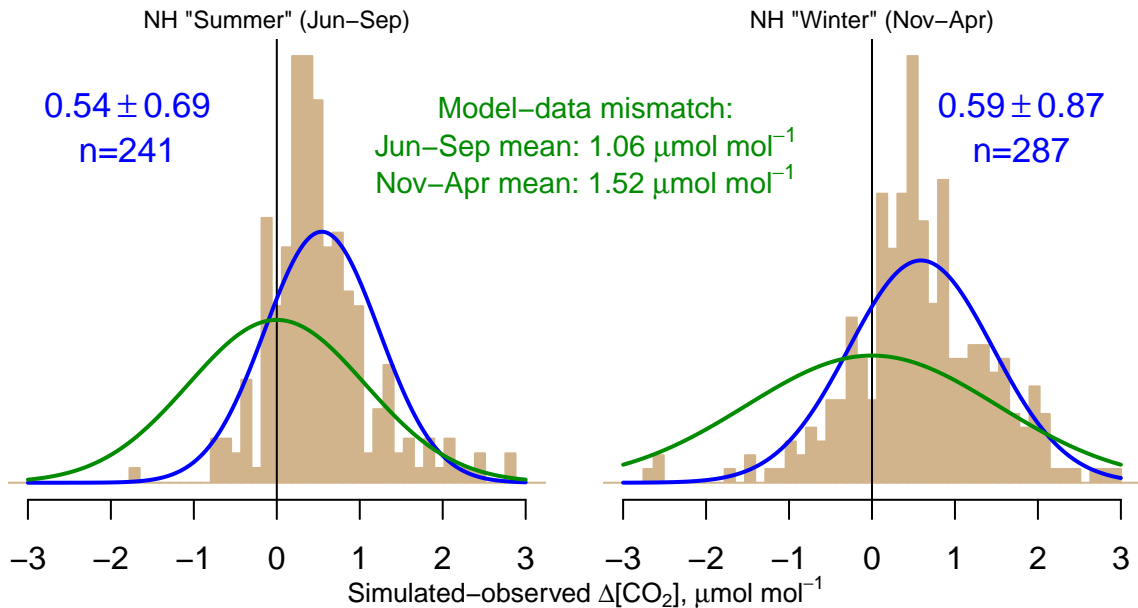 NH "Summer" (Jun−Sep)
NH "Winter" (Nov−Apr)
0.54 ± 0.69
n=241
Model−data mismatch:
Jun−Sep mean: 1.06 μmol mol⁻¹
Nov−Apr mean: 1.52 μmol mol⁻¹
0.59 ± 0.87
n=287
−3 −2 −1 0 1 2 3
−3 −2 −1 0 1 2 3
Simulated−observed Δ[CO₂], μmol mol⁻¹